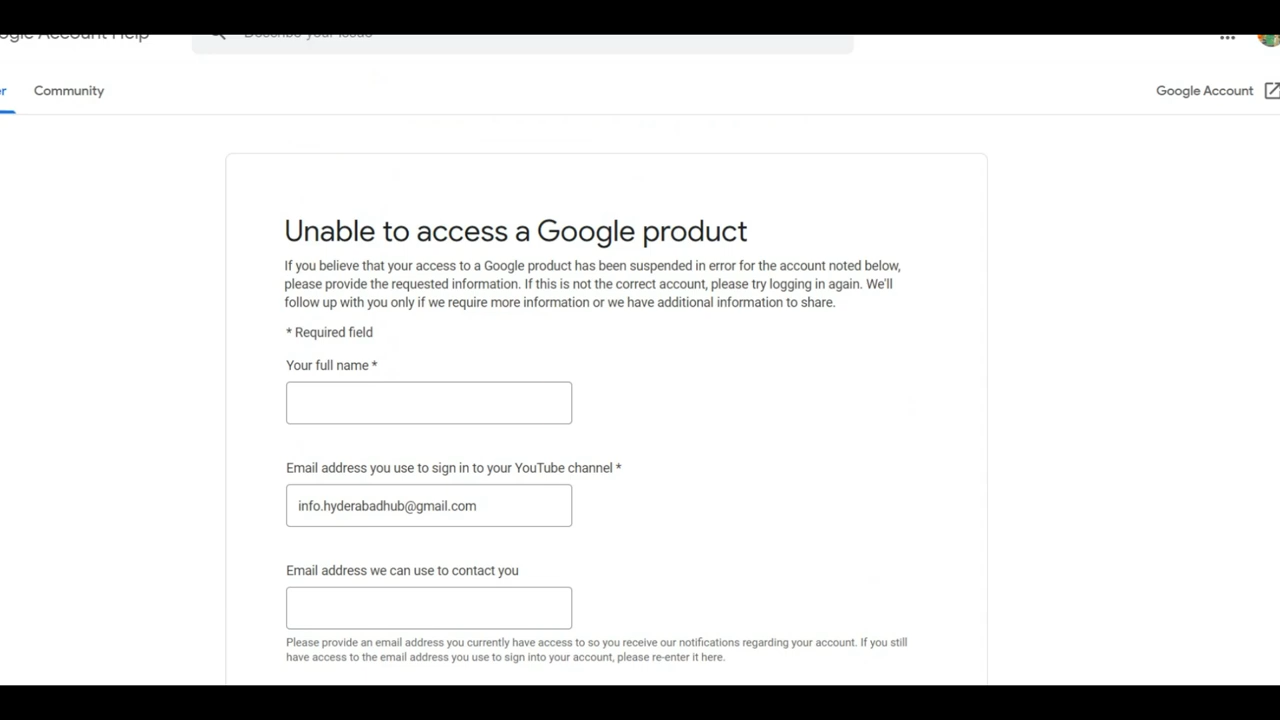 Account Help
Describe your issue
Community
Google Account
Unable to access a Google product
If you believe that your access to a Google product has been suspended in error for the account noted below,
please provide the requested information. If this is not the correct account, please try logging in again. We'll
follow up with you only if we require more information or we have additional information to share.
* Required field
Your full name *
Email address you use to sign in to your YouTube channel *
info.hyderabadhub@gmail.com
Email address we can use to contact you
Please provide an email address you currently have access to so you receive our notifications regarding your account. If you still
have access to the email address you use to sign into your account, please re-enter it here.